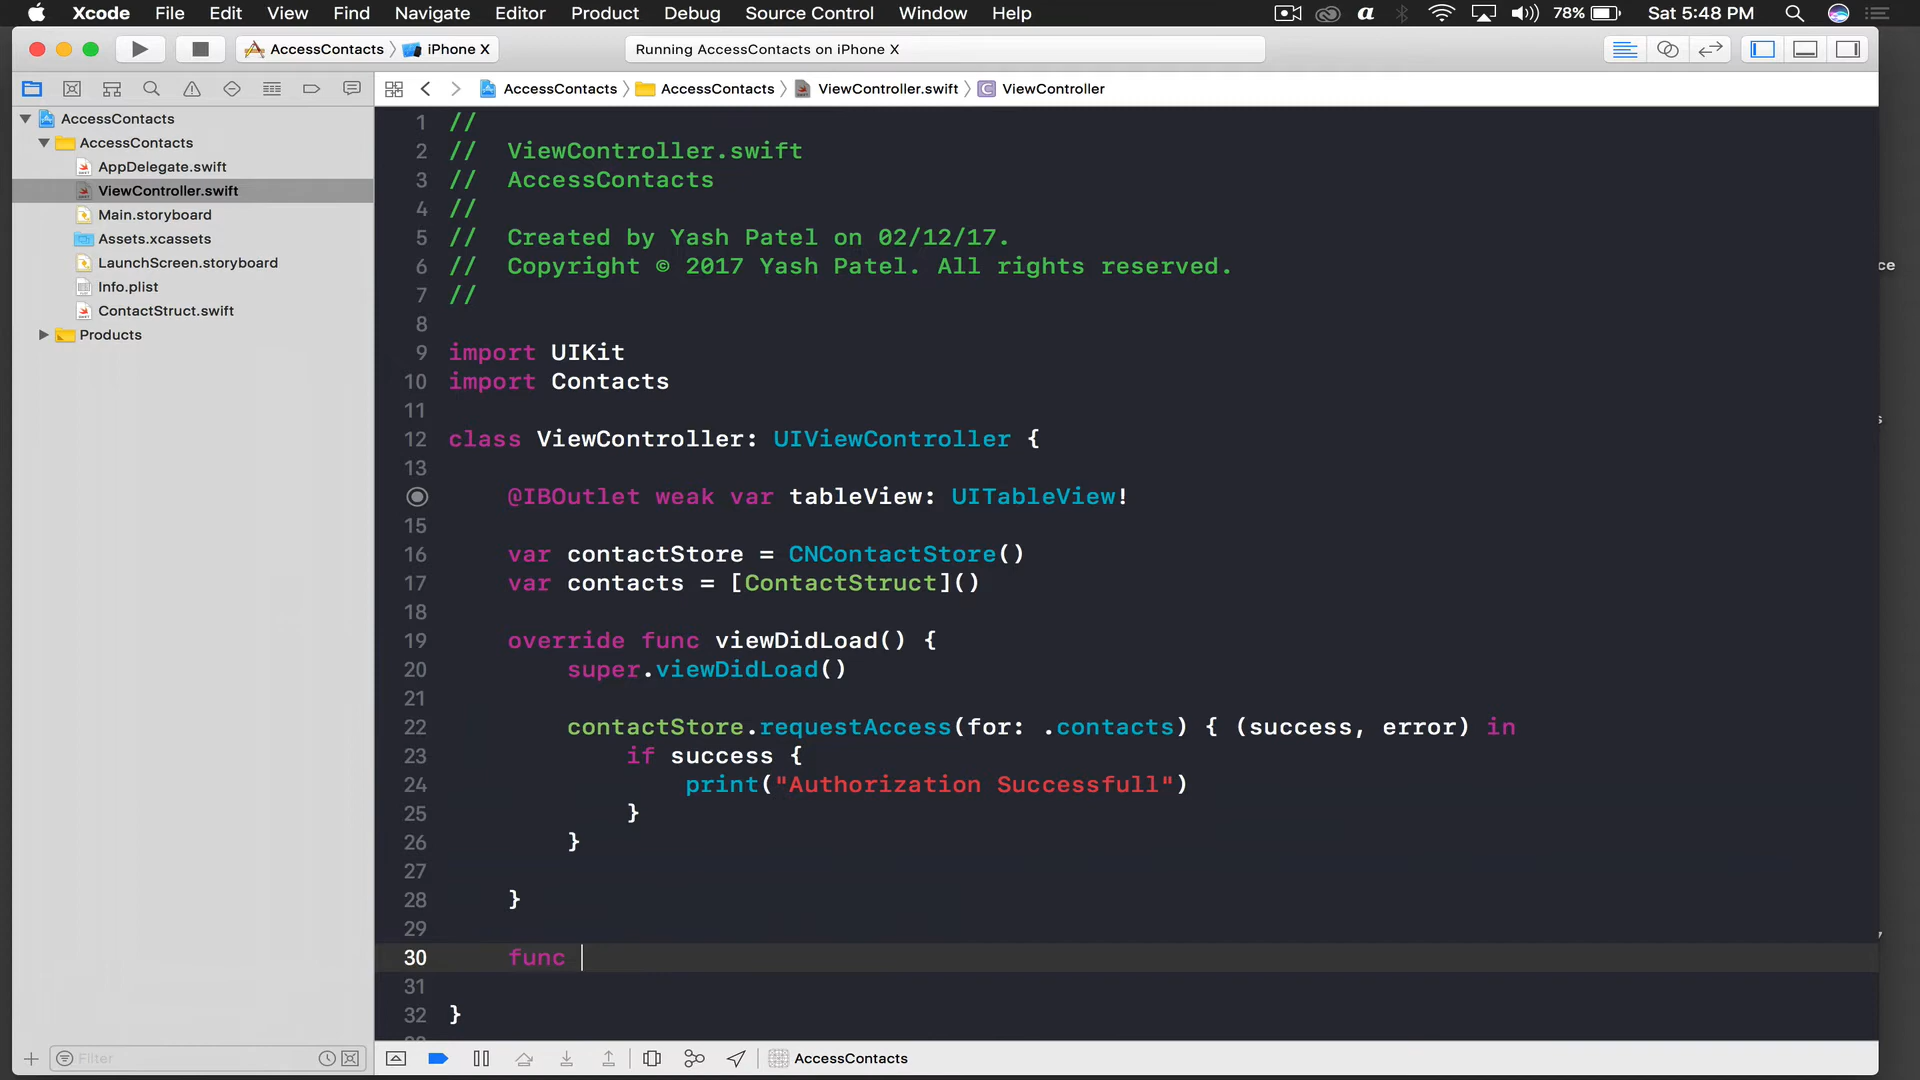 Xcode File Edit View Find Navigate Editor Product Debug Source Control Window Help 78% Sat 5:48 PM
AccessContacts iPhone X Running AccessContacts on iPhone X
AccessContacts AccessContacts ViewController.swift C ViewController
AccessContacts
AccessContacts
AppDelegate.swift
ViewController.swift
Main.storyboard
Assets.xcassets
LaunchScreen.storyboard
Info.plist
ContactStruct.swift
Products
1 //
2 //  ViewController.swift
3 //  AccessContacts
4 //
5 //  Created by Yash Patel on 02/12/17.
6 //  Copyright © 2017 Yash Patel. All rights reserved.
7 //
8
9 import UIKit
10 import Contacts
11
12 class ViewController: UIViewController {
13
@IBOutlet weak var tableView: UITableView!
15
16 var contactStore = CNContactStore()
17 var contacts = [ContactStruct]()
18
19 override func viewDidLoad() {
20 super.viewDidLoad()
21
22 contactStore.requestAccess(for: .contacts) { (success, error) in
23 if success {
24 print("Authorization Successfull")
25 }
26 }
27
28 }
29
30 func
31
32 }
Filter
AccessContacts
ce